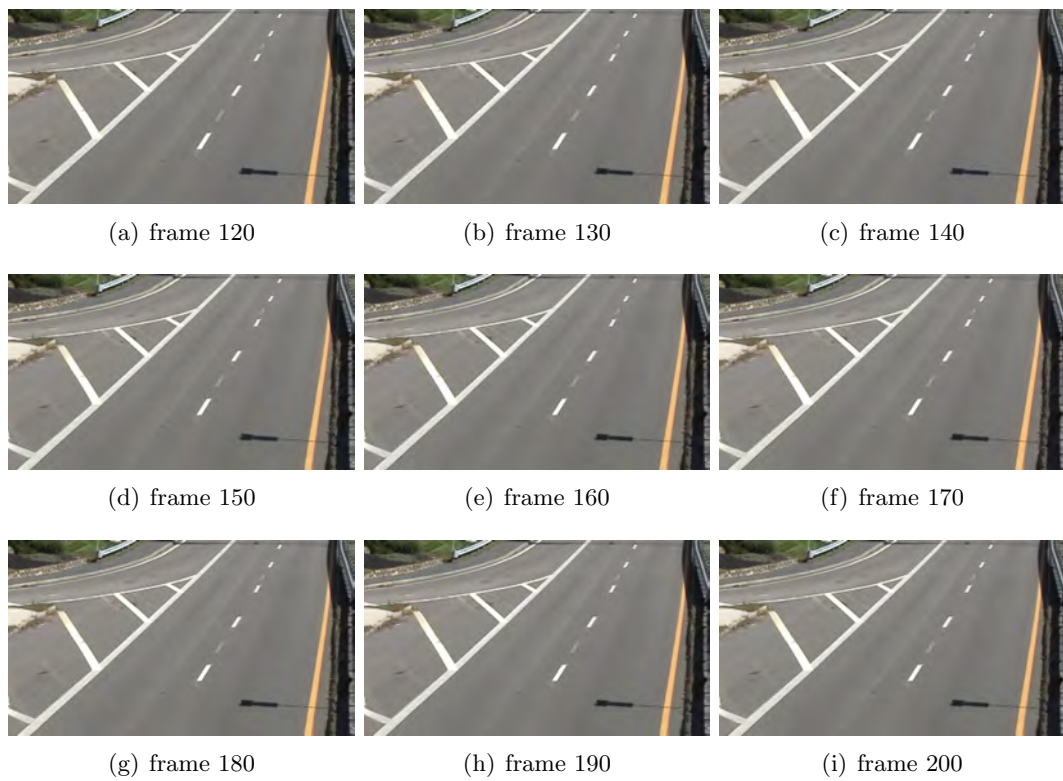 (a) frame 120
(b) frame 130
(c) frame 140
(d) frame 150
(e) frame 160
(f) frame 170
(g) frame 180
(h) frame 190
(i) frame 200